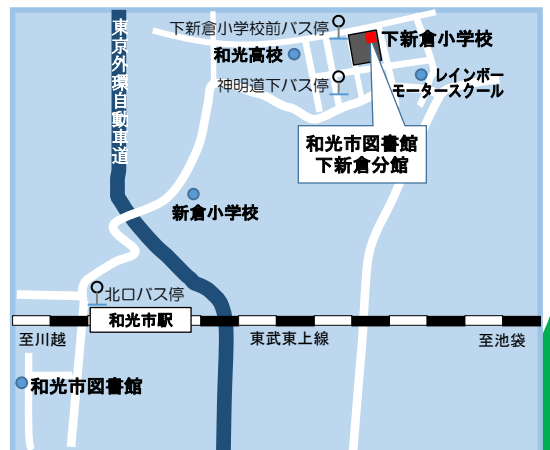 下新倉小学校前バス停
下新倉小学校
和光高校
神明道下バス停
レインボー
モータースクール
東京外環自動車道
和光市図書館
下新倉分館
新倉小学校
北口バス停
和光市駅
至川越
東武東上線
至池袋
和光市図書館